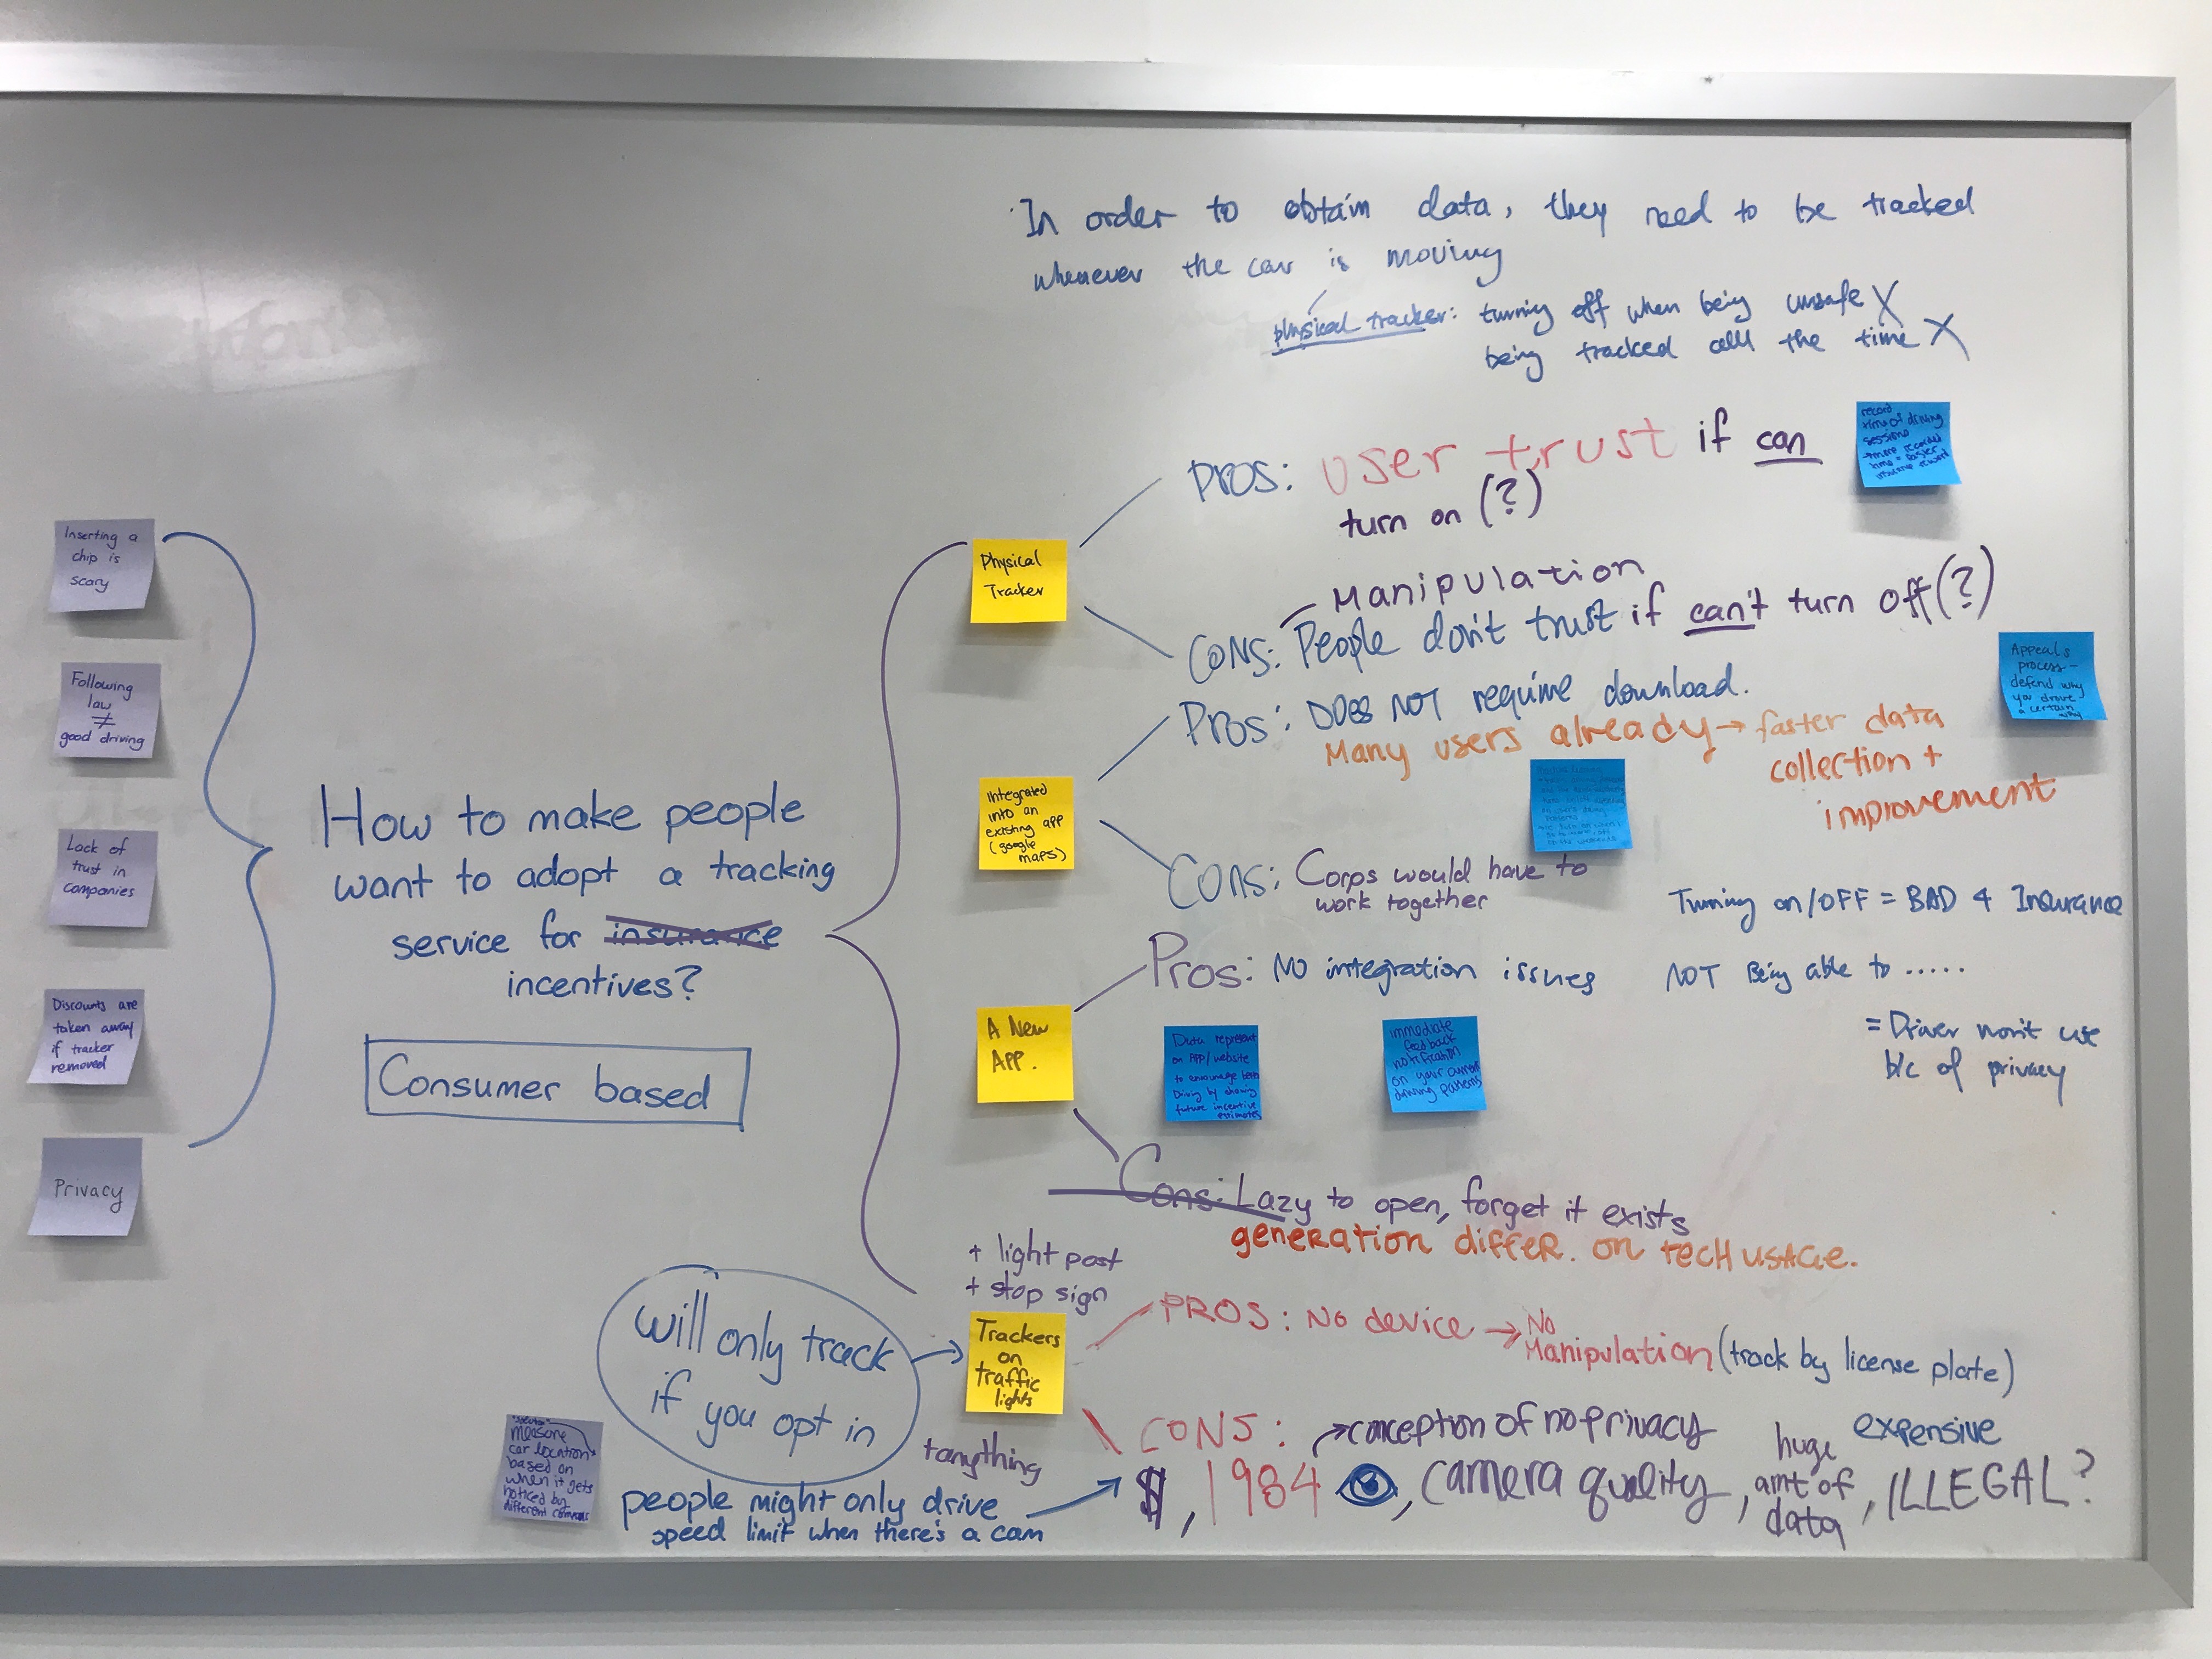 In order to obtain data, they need to be tracked
whenever the car is moving
physical tracker: turning off when being unsafe X
being tracked all the time X
Inserting a
chip is
scary
Following
law
≠
good driving
Lack of
trust in
companies
Discounts are
taken away
if tracker
removed
Privacy
How to make people
want to adopt a tracking
service for insurance
incentives?
Consumer based
Physical
Tracker
PROS: user trust if can
turn on (?)
record
time of driving
sessions
Manipulation
CONS: People don't trust if can't turn off (?)
Integrated
into an
existing app
(google
maps)
Pros: DOES NOT require download.
Many users already → faster data
collection +
improvement
Appeals
process -
defend why
you drove
a certain
way
Cons: Corps would have to
work together
Turning on/OFF = BAD 4 Insurance
NOT Being able to .....
= Driver won't use
b/c of privacy
A New
APP.
Pros: No integration issues
Data represent
on APP/website
to encourage
Driving by showing
future incentive
estimates
immediate
feedback
notification
on your current
driving patterns
Cons: Lazy to open, forget it exists
generation differ. on tech usage.
+ light post
+ stop sign
Trackers
on
traffic
lights
will only track
if you opt in
PROS: No device → No
Manipulation (track by license plate)
CONS: → conception of no privacy
$, 1984, camera quality, huge amt of data, expensive
ILLEGAL?
+anything
measure
car location
based on
when it gets
noticed by
different cameras
people might only drive
speed limit when there's a cam